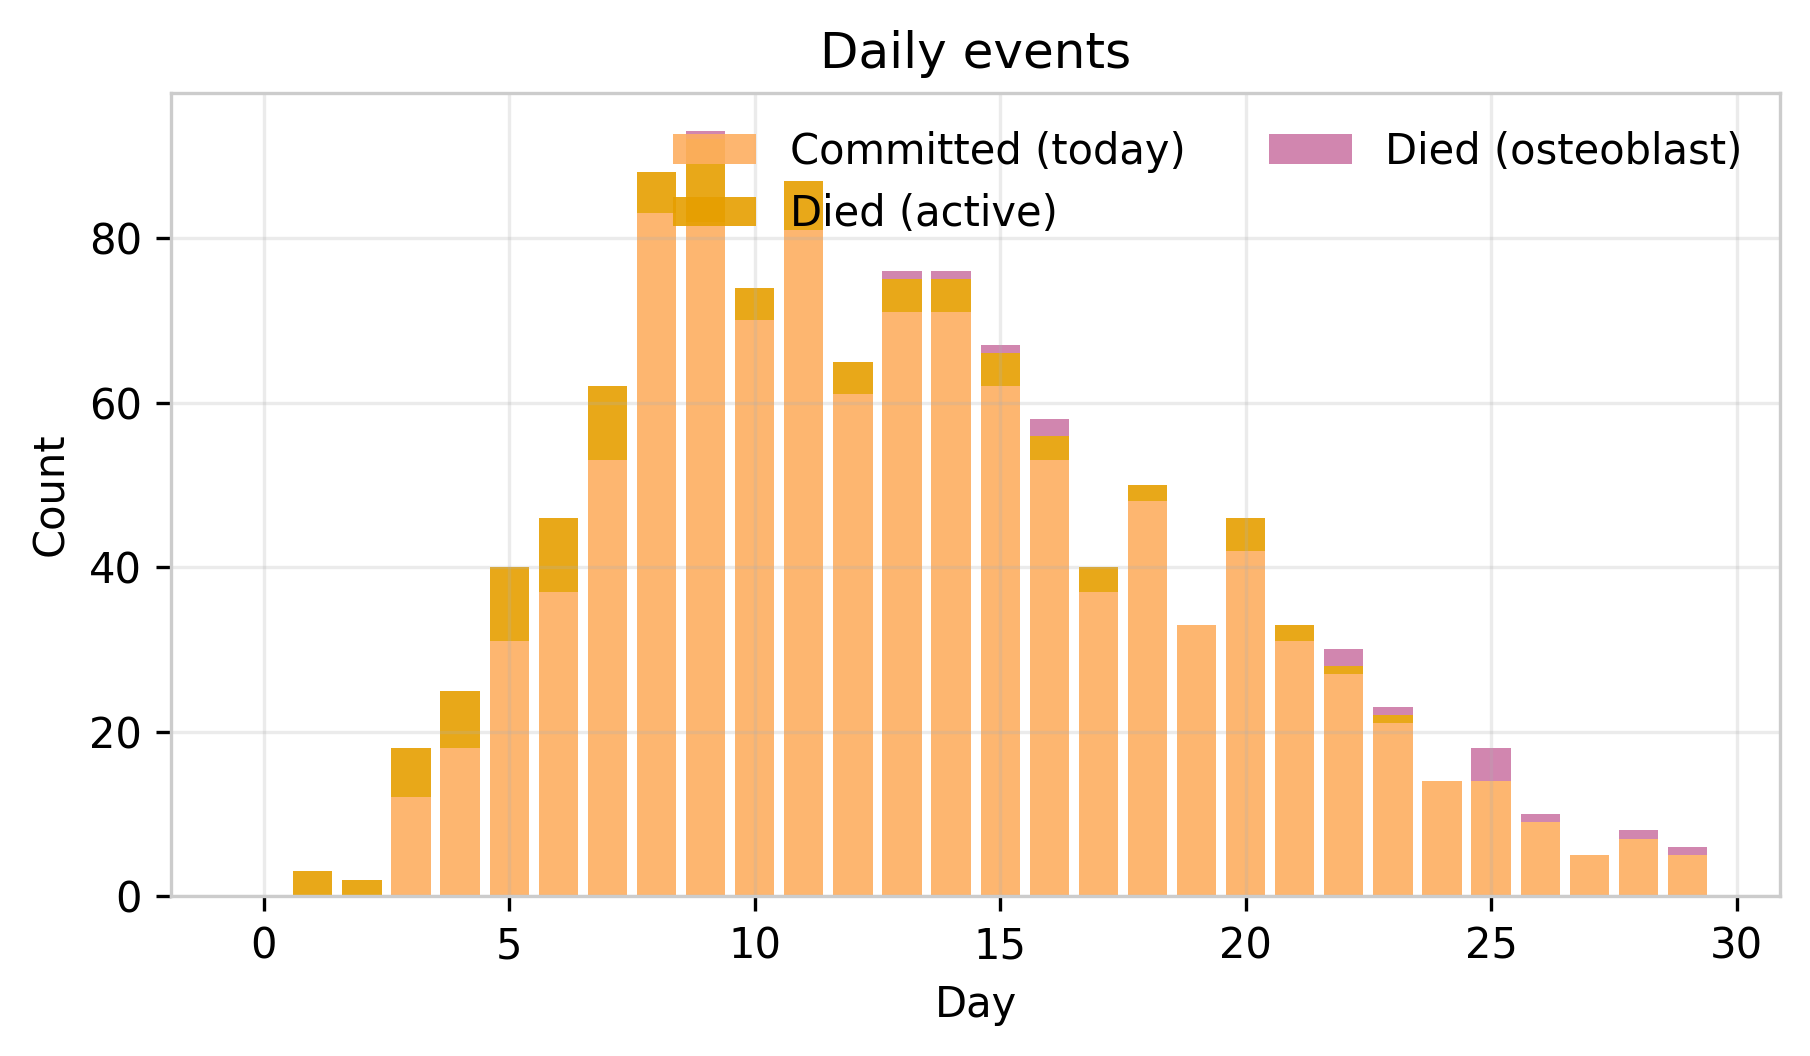 Daily events
Committed (today)
Died (active)
Died (osteoblast)
Count
80
60
40
20
0
0 5 10 15 20 25 30
Day